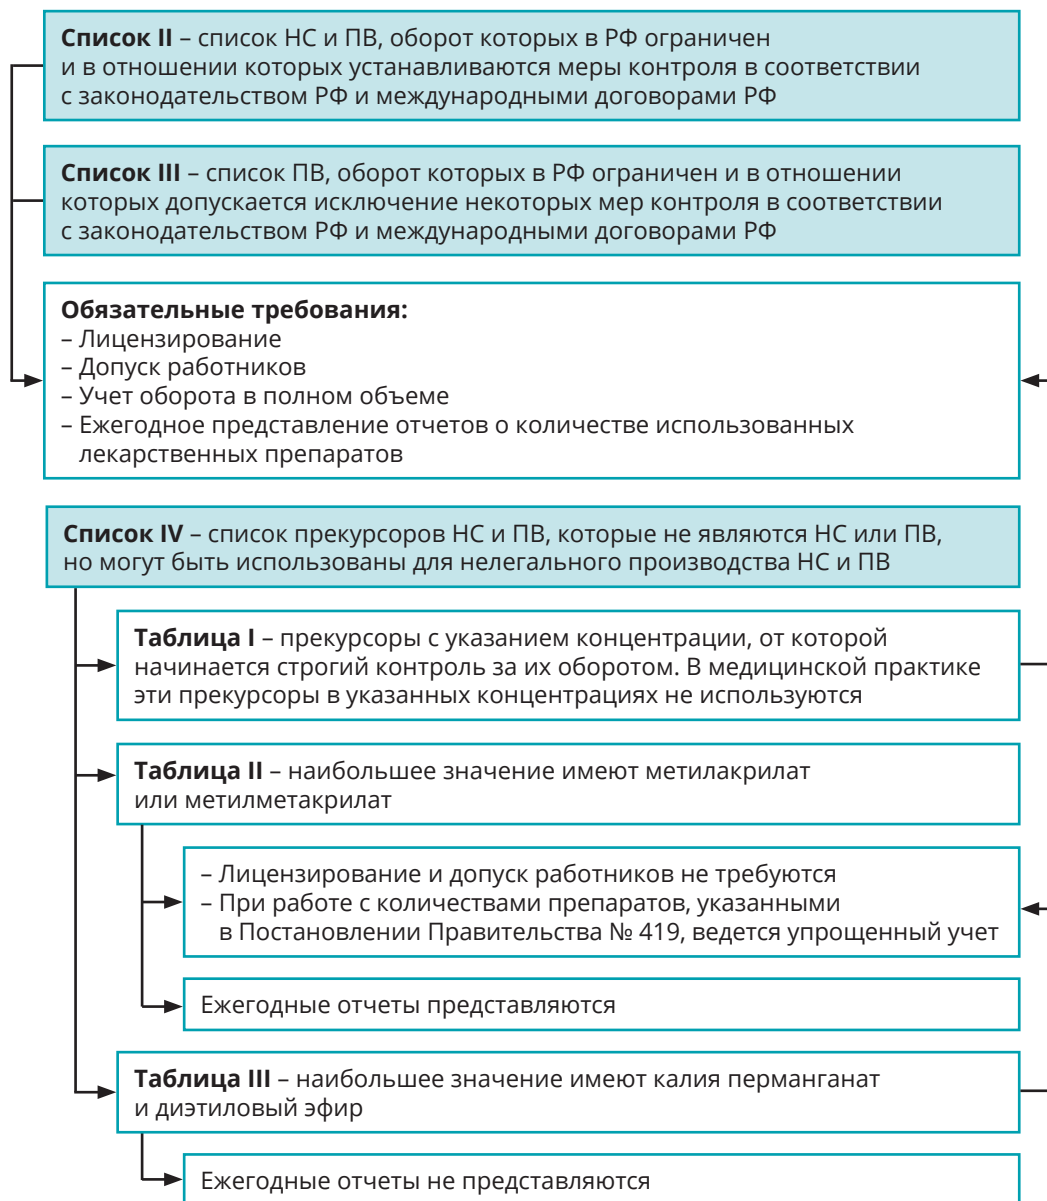 Список II – список НС и ПВ, оборот которых в РФ ограничен
и в отношении которых устанавливаются меры контроля в соответствии
с законодательством РФ и международными договорами РФ
Список III – список ПВ, оборот которых в РФ ограничен и в отношении
которых допускается исключение некоторых мер контроля в соответствии
с законодательством РФ и международными договорами РФ
Обязательные требования:
– Лицензирование
– Допуск работников
– Учет оборота в полном объеме
– Ежегодное представление отчетов о количестве использованных
лекарственных препаратов
Список IV – список прекурсоров НС и ПВ, которые не являются НС или ПВ,
но могут быть использованы для нелегального производства НС и ПВ
Таблица I – прекурсоры с указанием концентрации, от которой
начинается строгий контроль за их оборотом. В медицинской практике
эти прекурсоры в указанных концентрациях не используются
Таблица II – наибольшее значение имеют метилакрилат
или метилметакрилат
– Лицензирование и допуск работников не требуются
– При работе с количествами препаратов, указанными
в Постановлении Правительства № 419, ведется упрощенный учет
Ежегодные отчеты представляются
Таблица III – наибольшее значение имеют калия перманганат
и диэтиловый эфир
Ежегодные отчеты не представляются